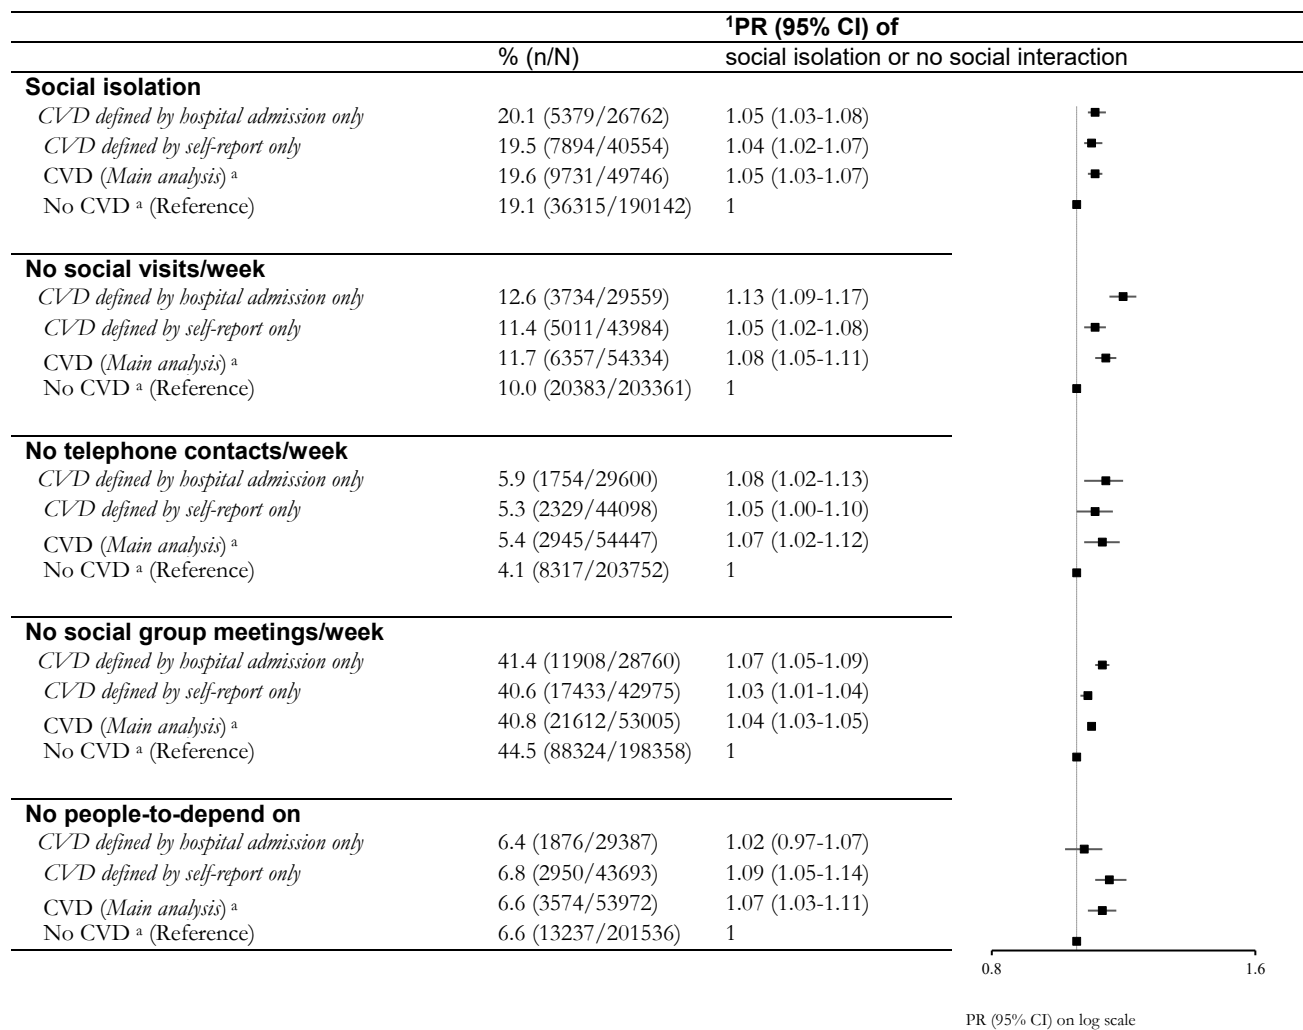 ¹PR (95% CI) of
% (n/N) social isolation or no social interaction
Social isolation
CVD defined by hospital admission only 20.1 (5379/26762) 1.05 (1.03-1.08)
CVD defined by self-report only 19.5 (7894/40554) 1.04 (1.02-1.07)
CVD (Main analysis) ᵃ 19.6 (9731/49746) 1.05 (1.03-1.07)
No CVD ᵃ (Reference) 19.1 (36315/190142) 1
No social visits/week
CVD defined by hospital admission only 12.6 (3734/29559) 1.13 (1.09-1.17)
CVD defined by self-report only 11.4 (5011/43984) 1.05 (1.02-1.08)
CVD (Main analysis) ᵃ 11.7 (6357/54334) 1.08 (1.05-1.11)
No CVD ᵃ (Reference) 10.0 (20383/203361) 1
No telephone contacts/week
CVD defined by hospital admission only 5.9 (1754/29600) 1.08 (1.02-1.13)
CVD defined by self-report only 5.3 (2329/44098) 1.05 (1.00-1.10)
CVD (Main analysis) ᵃ 5.4 (2945/54447) 1.07 (1.02-1.12)
No CVD ᵃ (Reference) 4.1 (8317/203752) 1
No social group meetings/week
CVD defined by hospital admission only 41.4 (11908/28760) 1.07 (1.05-1.09)
CVD defined by self-report only 40.6 (17433/42975) 1.03 (1.01-1.04)
CVD (Main analysis) ᵃ 40.8 (21612/53005) 1.04 (1.03-1.05)
No CVD ᵃ (Reference) 44.5 (88324/198358) 1
No people-to-depend on
CVD defined by hospital admission only 6.4 (1876/29387) 1.02 (0.97-1.07)
CVD defined by self-report only 6.8 (2950/43693) 1.09 (1.05-1.14)
CVD (Main analysis) ᵃ 6.6 (3574/53972) 1.07 (1.03-1.11)
No CVD ᵃ (Reference) 6.6 (13237/201536) 1
0.8 1.6
PR (95% CI) on log scale